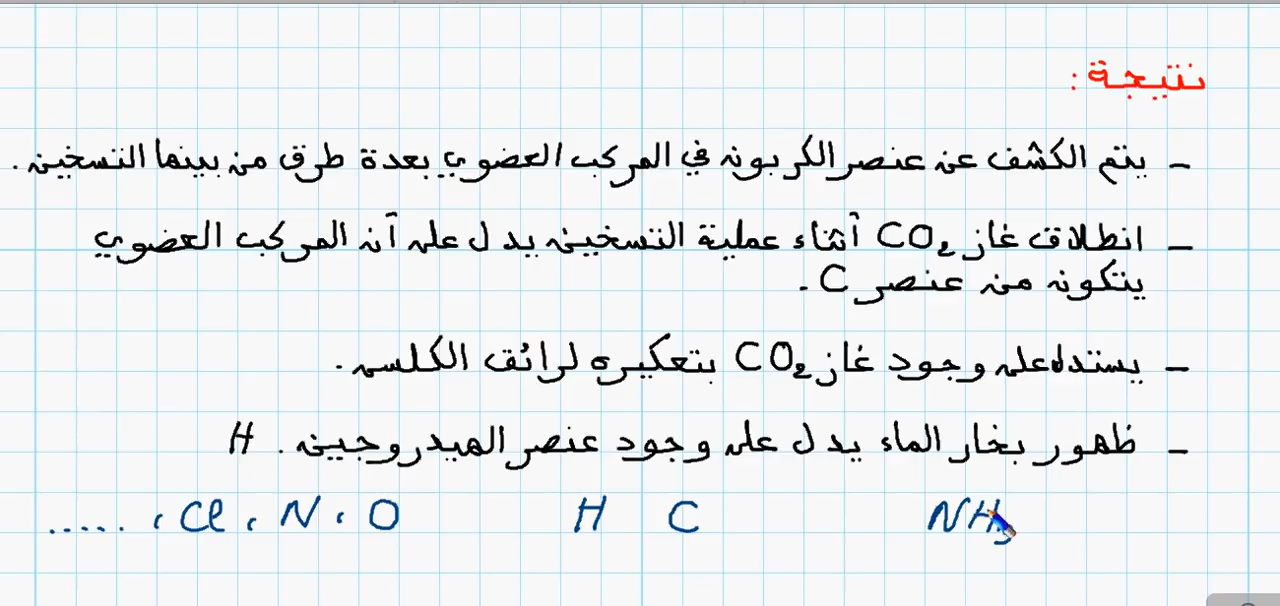 نتيجة :
- يتم الكشف عن عنصر الكربون في المركب العضوي بعدة طرق من بينها التسخين .
- انطلاق غاز CO₂ أثناء عملية التسخين يدل على أن المركب العضوي
يتكون من عنصر C .
- يستدل على وجود غاز CO₂ بتعكيره لرائق الكلس .
- ظهور بخار الماء يدل على وجود عنصر الهيدروجين . H
NH₃ C H O ، N ، Cl ، .....